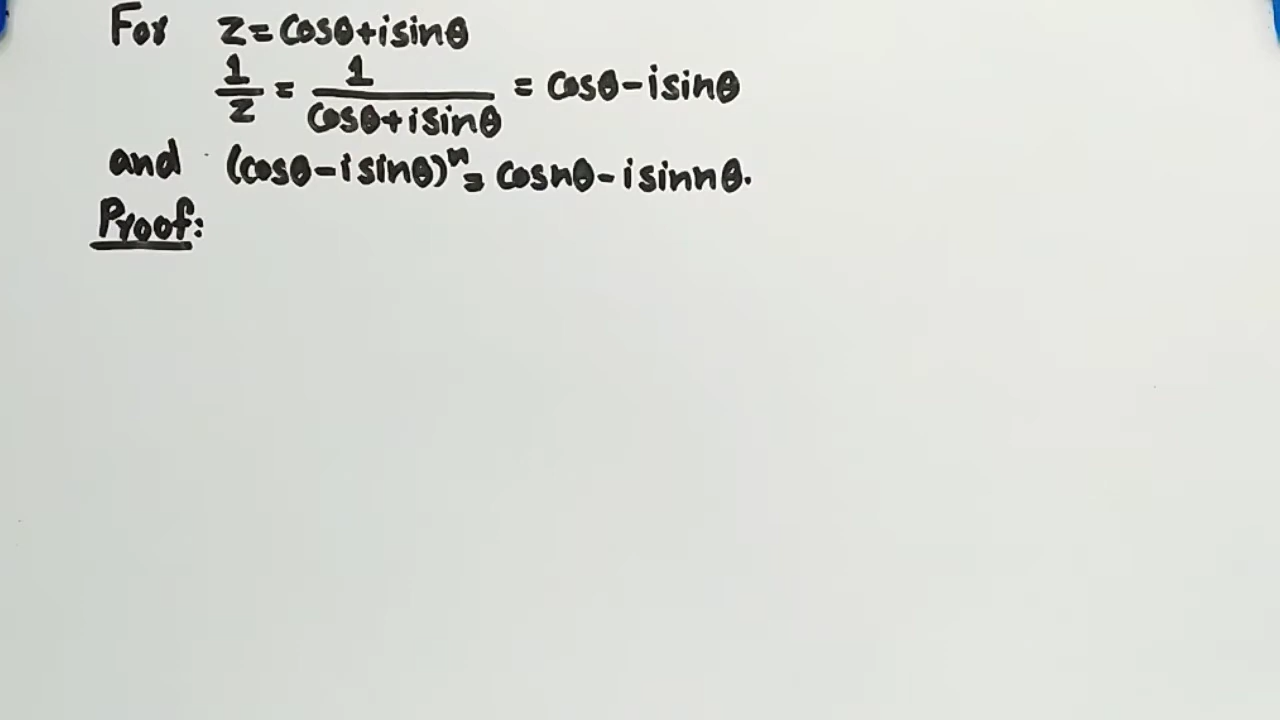 For z=cosθ+isinθ
1/z = 1/(cosθ+isinθ) = cosθ-isinθ
and (cosθ-isinθ)ⁿ = cosnθ-isinnθ.
Proof: